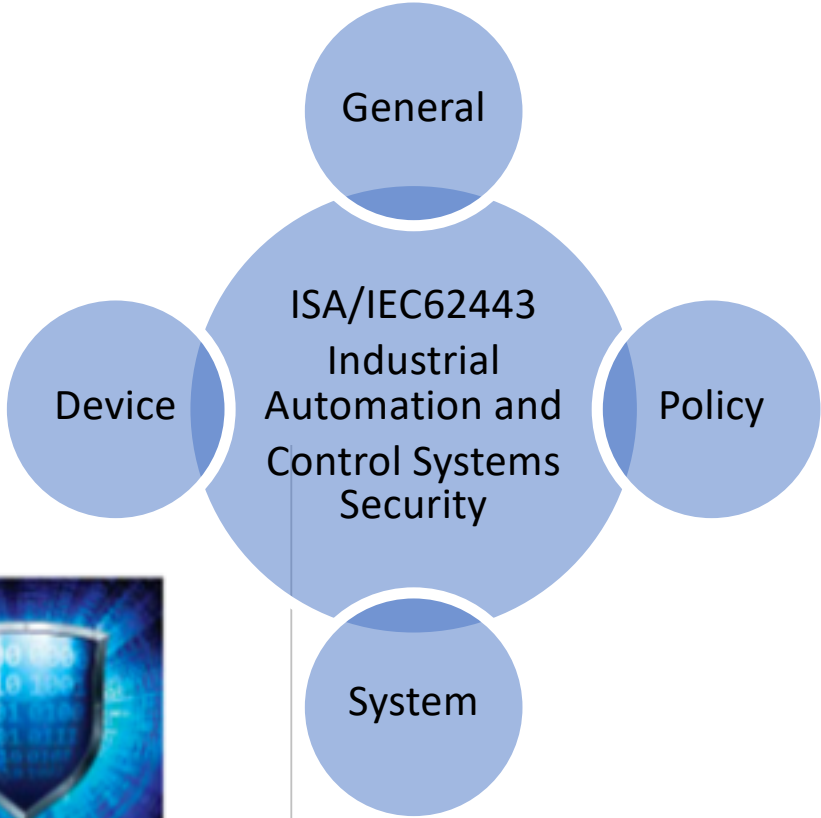 General
ISA/IEC62443
Industrial
Automation and
Control Systems
Security
Device
Policy
System